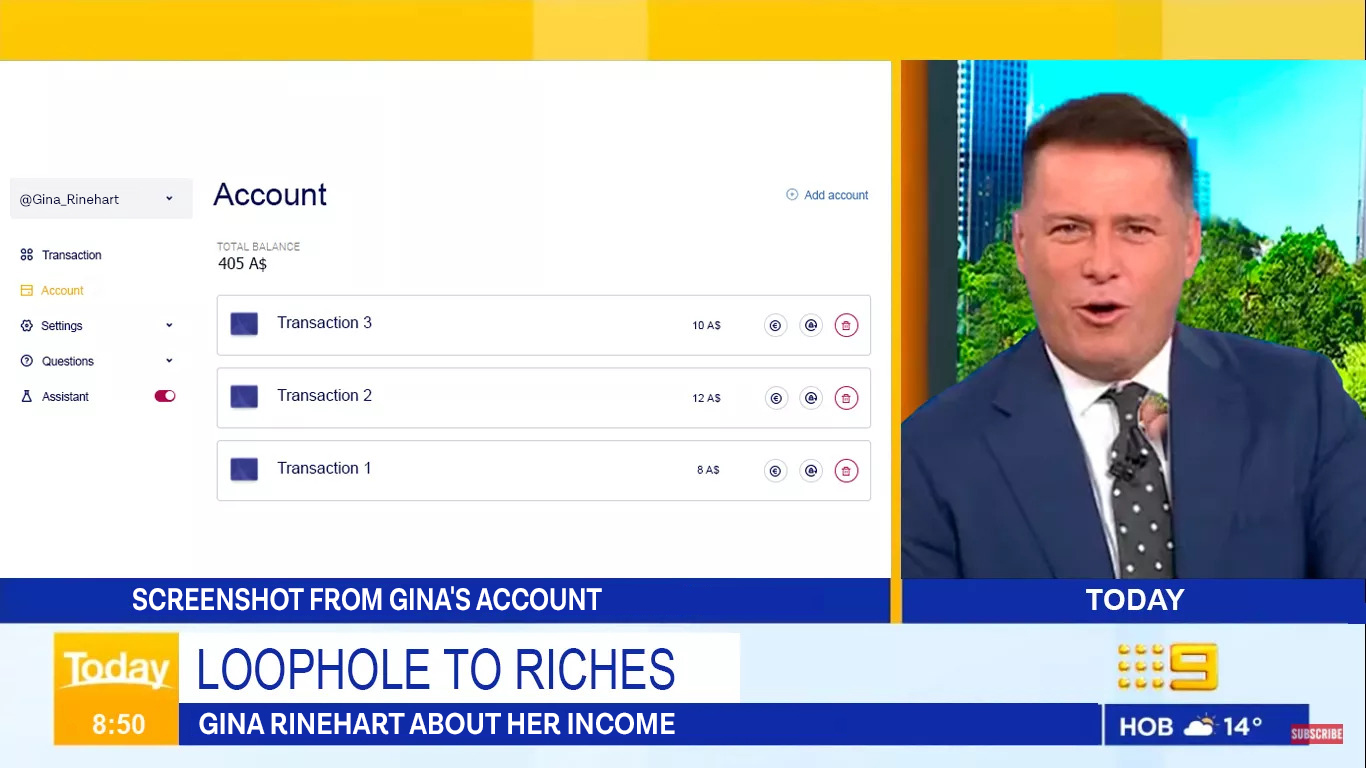 @Gina_Rinehart
Account
Add account
Transaction
Account
Settings
Questions
Assistant
TOTAL BALANCE
405 A$
Transaction 3
10 A$
Transaction 2
12 A$
Transaction 1
8 A$
SCREENSHOT FROM GINA'S ACCOUNT
TODAY
Today
8:50
LOOPHOLE TO RICHES
GINA RINEHART ABOUT HER INCOME
9
HOB 14°
SUBSCRIBE